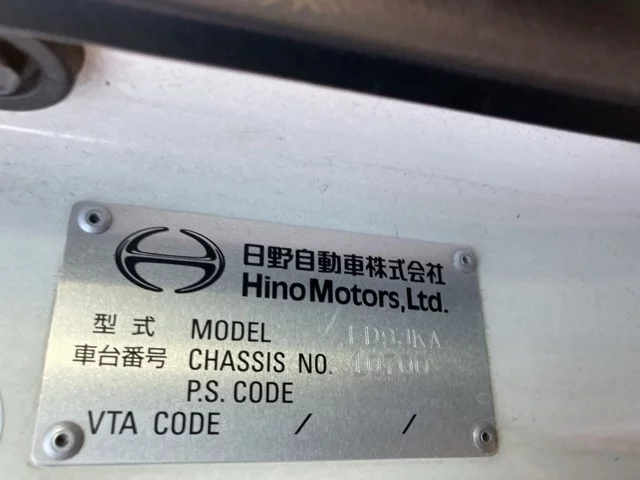 日野自動車株式会社
Hino Motors, Ltd.
型式 MODEL
車台番号 CHASSIS NO.
P.S. CODE
VTA CODE / /